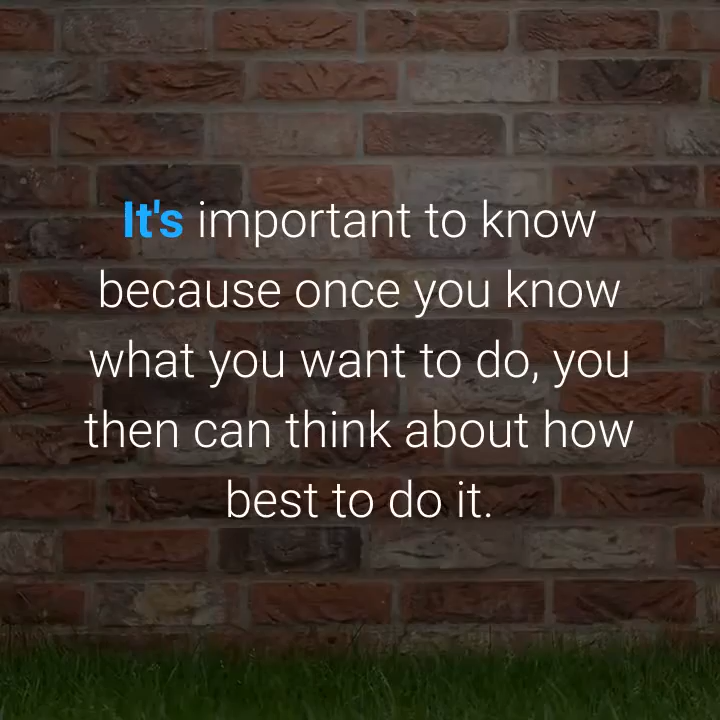 It's important to know
because once you know
what you want to do, you
then can think about how
best to do it.